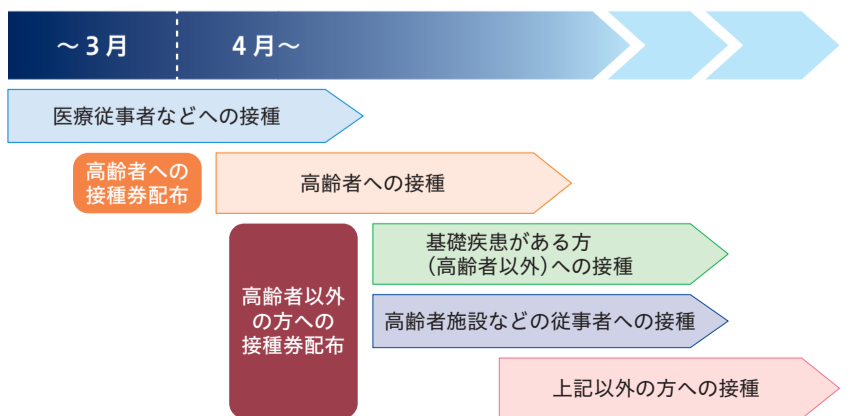 ～3月
4月～
医療従事者などへの接種
高齢者への
接種券配布
高齢者への接種
高齢者以外
の方への
接種券配布
基礎疾患がある方
（高齢者以外）への接種
高齢者施設などの従事者への接種
上記以外の方への接種